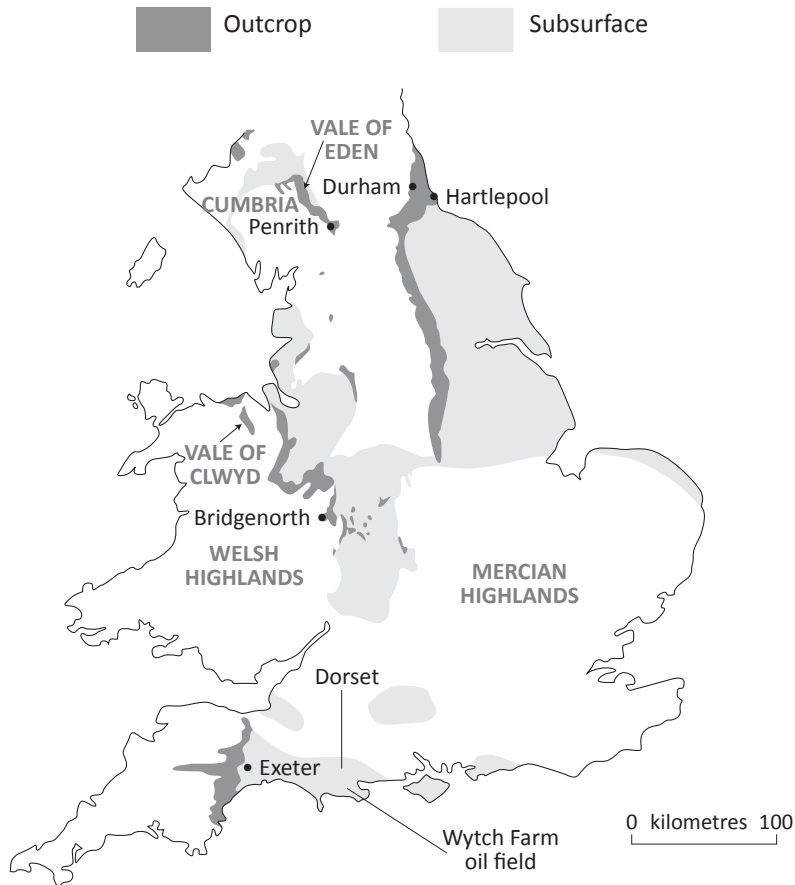 Outcrop
Subsurface
VALE OF
EDEN
Durham
Hartlepool
CUMBRIA
Penrith
VALE OF
CLWYD
Bridgenorth
WELSH
HIGHLANDS
MERCIAN
HIGHLANDS
Dorset
Exeter
Wytch Farm
oil field
0 kilometres 100